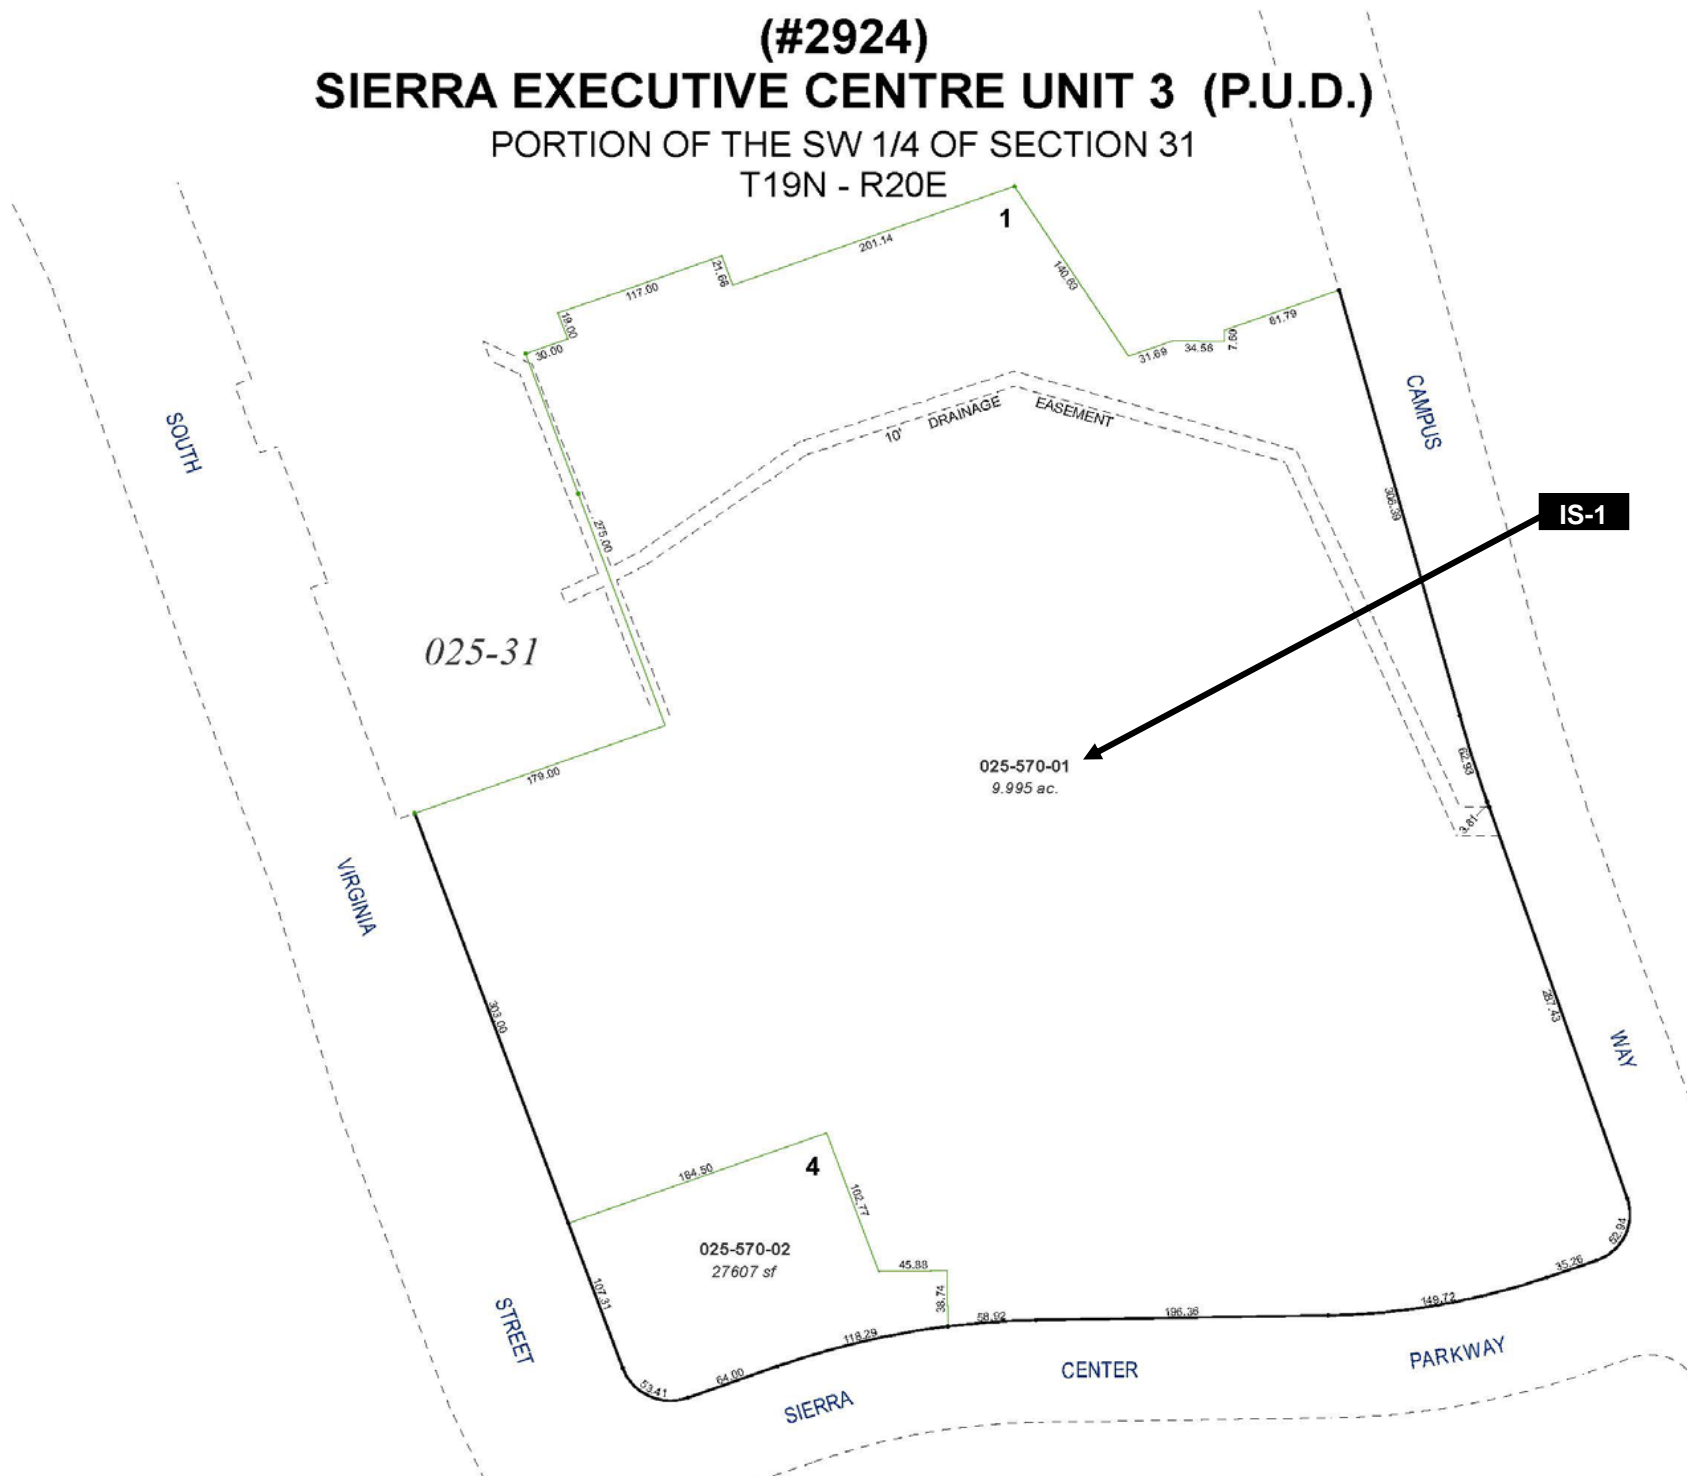 (#2924)
SIERRA EXECUTIVE CENTRE UNIT 3 (P.U.D.)
PORTION OF THE SW 1/4 OF SECTION 31
T19N - R20E
1
201.14
21.66
117.00
19.00
30.00
140.63
31.69
34.56
7.60
81.79
10' DRAINAGE EASEMENT
SOUTH
CAMPUS
IS-1
275.00
025-31
179.00
025-570-01
9.995 ac.
62.93
3.81
VIRGINIA
303.00
287.43
WAY
184.50
4
102.77
025-570-02
27607 sf
45.88
38.74
107.31
STREET
53.41
64.00
118.29
58.92
196.36
149.72
35.26
52.94
SIERRA
CENTER
PARKWAY